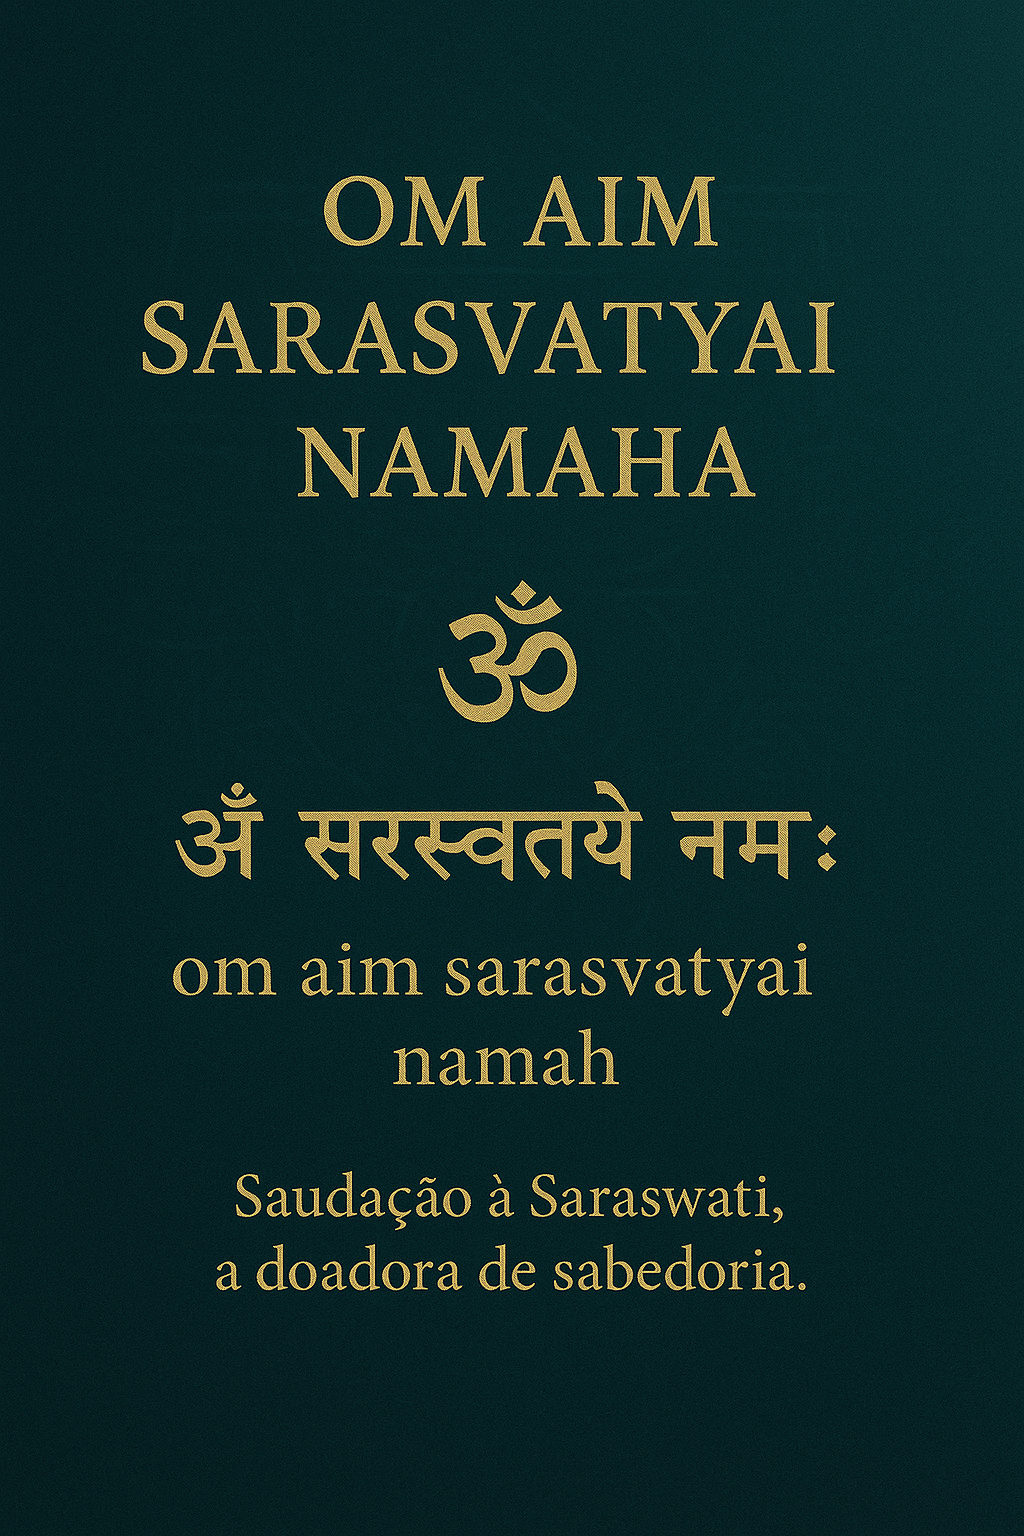 OM AIM
SARASVATYAI
NAMAHA
ॐ
अँ सरस्वतये नमः
om aim sarasvatyai
namah
Saudação à Saraswati,
a doadora de sabedoria.